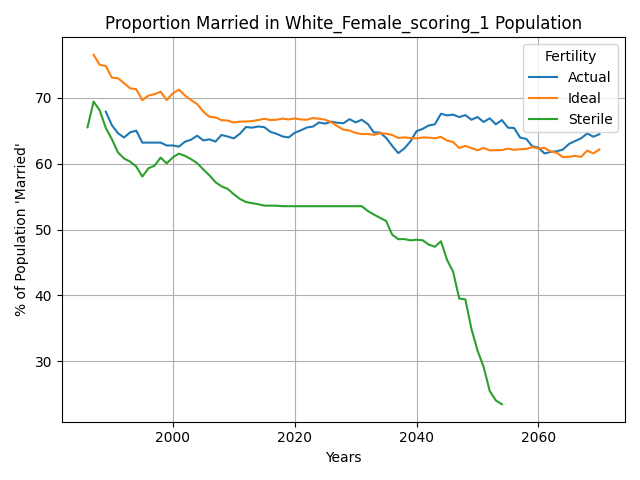 Proportion Married in White_Female_scoring_1 Population
Fertility
Actual
Ideal
Sterile
% of Population 'Married'
70
60
50
40
30
2000
2020
2040
2060
Years